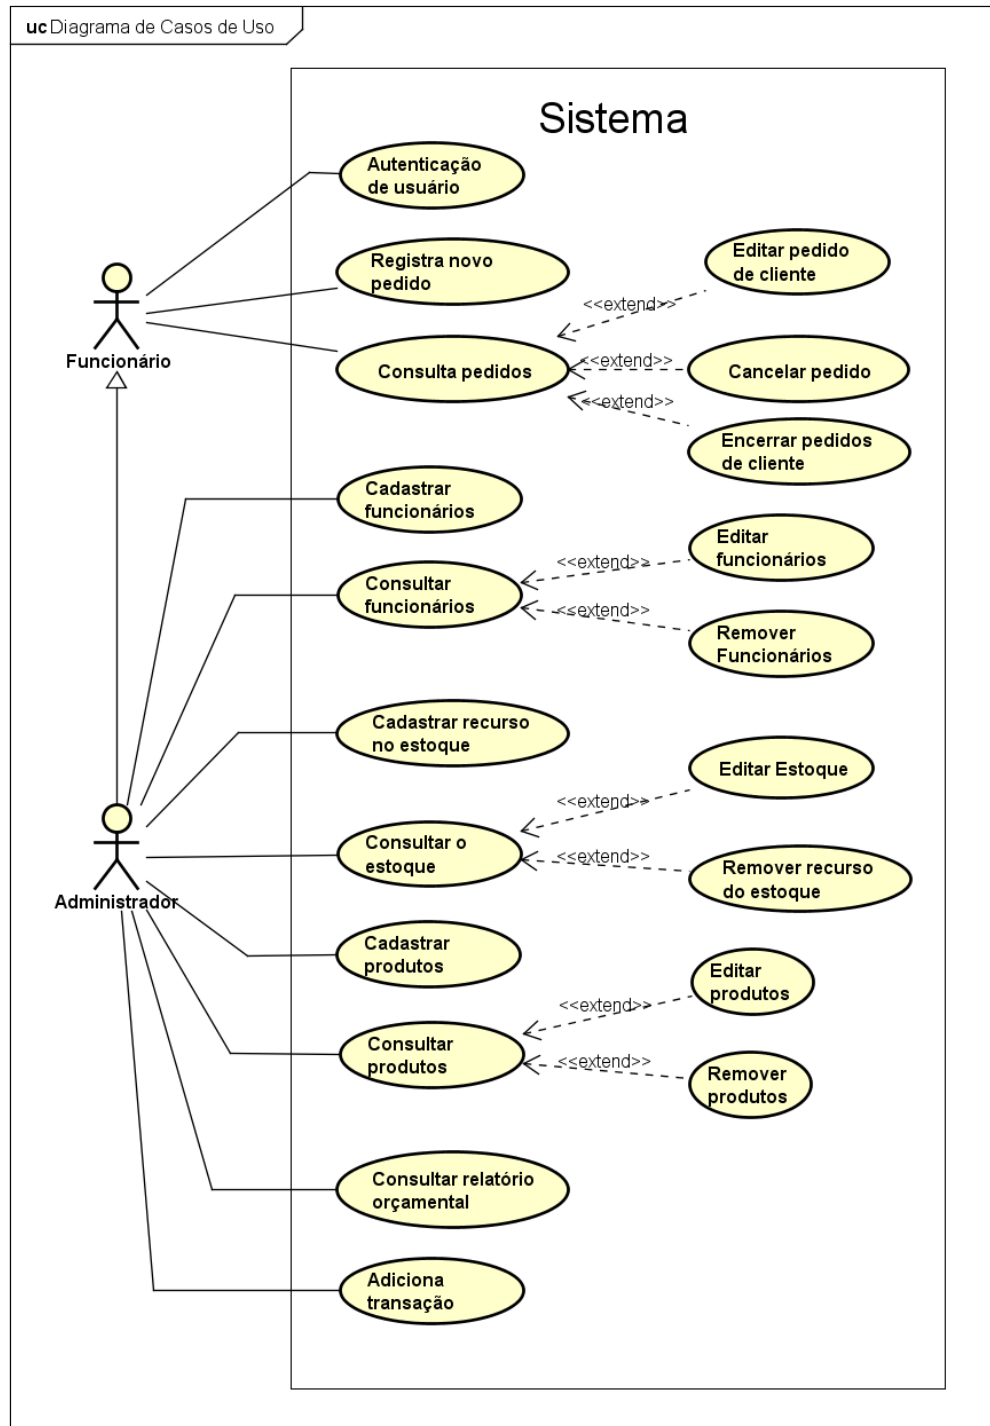 uc Diagrama de Casos de Uso
Sistema
Autenticação
de usuário
Registra novo
pedido
Editar pedido
de cliente
<<extend>>
Funcionário
Consulta pedidos
<<extend>>
Cancelar pedido
<<extend>>
Encerrar pedidos
de cliente
Cadastrar
funcionários
Editar
funcionários
<<extend>>
Consultar
funcionários
<<extend>>
Remover
Funcionários
Cadastrar recurso
no estoque
Editar Estoque
<<extend>>
Consultar o
estoque
<<extend>>
Remover recurso
do estoque
Administrador
Cadastrar
produtos
Editar
produtos
<<extend>>
Consultar
produtos
<<extend>>
Remover
produtos
Consultar relatório
orçamental
Adiciona
transação